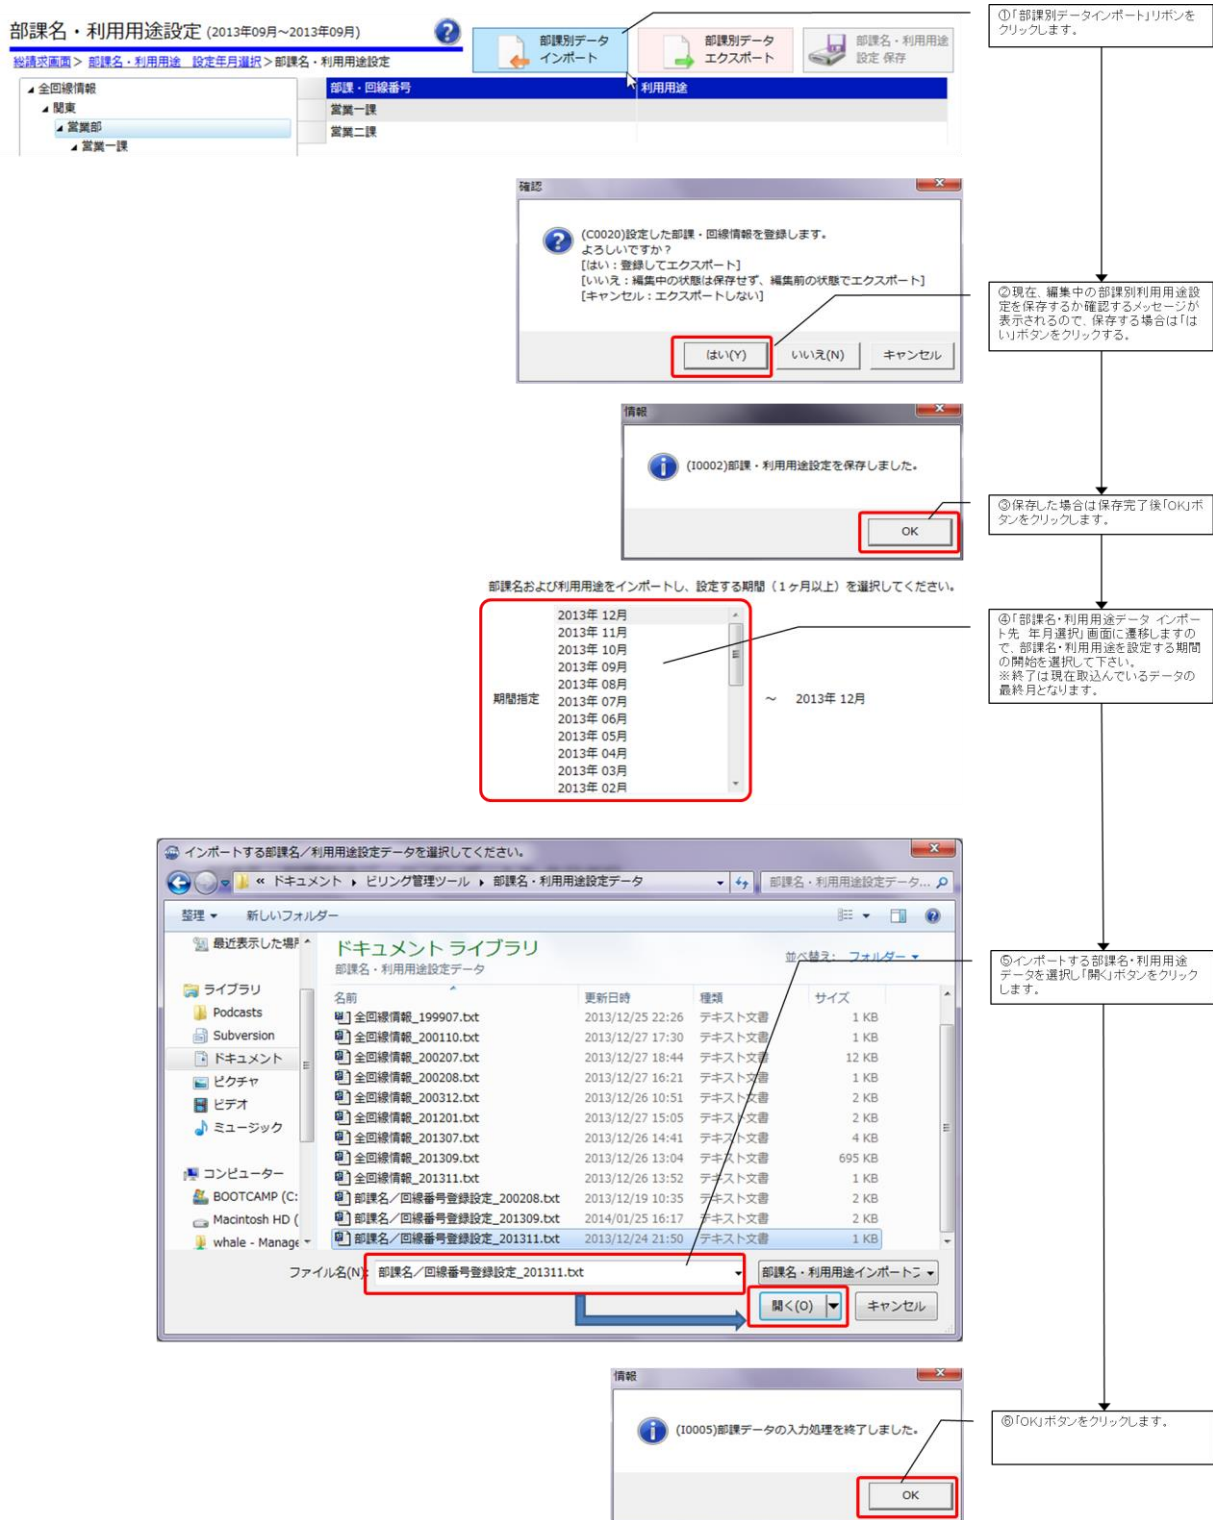 部課名・利用用途設定 (2013年09月～2013年09月)
部課別データ
インポート
部課別データ
エクスポート
部課名・利用用途
設定 保存
総請求画面> 部課名・利用用途 設定年月選択>部課名・利用用途設定
全回線情報
関東
営業部
営業一課
部課・回線番号
利用用途
営業一課
営業二課
①「部課別データインポート」リボンを
クリックします。
確認
(C0020)設定した部課・回線情報を登録します。
よろしいですか？
[はい：登録してエクスポート]
[いいえ：編集中の状態は保存せず、編集前の状態でエクスポート]
[キャンセル：エクスポートしない]
はい(Y)
いいえ(N)
キャンセル
②現在、編集中の部課別利用用途設
定を保存するか確認するメッセージが
表示されるので、保存する場合は「は
い」ボタンをクリックする。
情報
(I0002)部課・利用用途設定を保存しました。
OK
③保存した場合は保存完了後「OK」ボ
タンをクリックします。
部課名および利用用途をインポートし、設定する期間（1ヶ月以上）を選択してください。
期間指定
2013年 12月
2013年 11月
2013年 10月
2013年 09月
2013年 08月
2013年 07月
2013年 06月
2013年 05月
2013年 04月
2013年 03月
2013年 02月
～ 2013年 12月
④「部課名・利用用途データ インポー
ト先 年月選択」画面に遷移しますの
で、部課名・利用用途を設定する期間
の開始を選択して下さい。
※終了は現在取込んでいるデータの
最終月となります。
インポートする部課名／利用用途設定データを選択してください。
« ドキュメント ▸ ビリング管理ツール ▸ 部課名・利用用途設定データ
部課名・利用用途設定データ...
整理 ▼ 新しいフォルダー
最近表示した場所
ライブラリ
Podcasts
Subversion
ドキュメント
ピクチャ
ビデオ
ミュージック
コンピューター
BOOTCAMP (C:
Macintosh HD (
whale - Manage
ドキュメント ライブラリ
部課名・利用用途設定データ
並べ替え: フォルダー ▼
名前 更新日時 種類 サイズ
全回線情報_199907.txt 2013/12/25 22:26 テキスト文書 1 KB
全回線情報_200110.txt 2013/12/27 17:30 テキスト文書 1 KB
全回線情報_200207.txt 2013/12/27 18:44 テキスト文書 12 KB
全回線情報_200208.txt 2013/12/27 16:21 テキスト文書 1 KB
全回線情報_200312.txt 2013/12/26 10:51 テキスト文書 2 KB
全回線情報_201201.txt 2013/12/27 15:05 テキスト文書 2 KB
全回線情報_201307.txt 2013/12/26 14:41 テキスト文書 4 KB
全回線情報_201309.txt 2013/12/26 13:04 テキスト文書 695 KB
全回線情報_201311.txt 2013/12/26 13:52 テキスト文書 1 KB
部課名／回線番号登録設定_200208.txt 2013/12/19 10:35 テキスト文書 2 KB
部課名／回線番号登録設定_201309.txt 2014/01/25 16:17 テキスト文書 2 KB
部課名／回線番号登録設定_201311.txt 2013/12/24 21:50 テキスト文書 1 KB
ファイル名(N): 部課名／回線番号登録設定_201311.txt
部課名・利用用途インポートフ
開く(O)
キャンセル
⑤インポートする部課名・利用用途
データを選択し「開く」ボタンをクリック
します。
情報
(I0005)部課データの入力処理を終了しました。
OK
⑥「OK」ボタンをクリックします。